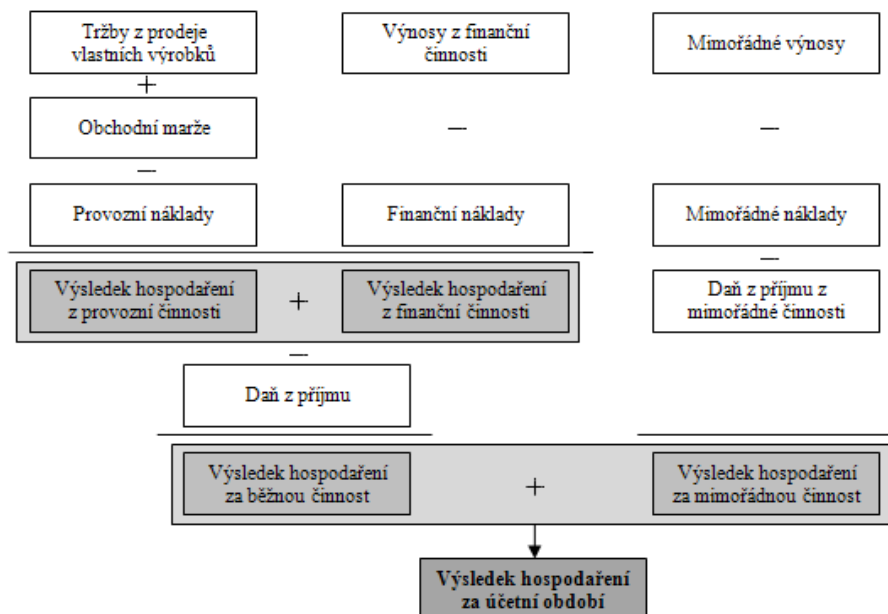 Tržby z prodeje
vlastních výrobků
Výnosy z finanční
činnosti
Mimořádné výnosy
+
Obchodní marže
—
—
—
Provozní náklady
Finanční náklady
Mimořádné náklady
—
Výsledek hospodaření
z provozní činnosti
+
Výsledek hospodaření
z finanční činnosti
Daň z příjmu z
mimořádné činnosti
—
Daň z příjmu
Výsledek hospodaření
za běžnou činnost
+
Výsledek hospodaření
za mimořádnou činnost
Výsledek hospodaření
za účetní období